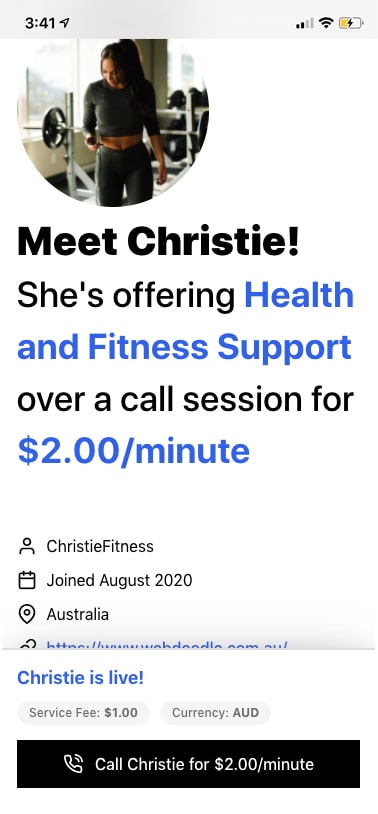 3:41
Meet Christie!
She's offering Health
and Fitness Support
over a call session for
$2.00/minute
ChristieFitness
Joined August 2020
Australia
https://www.webdoodle.com.au/
Christie is live!
Service Fee: $1.00 Currency: AUD
Call Christie for $2.00/minute